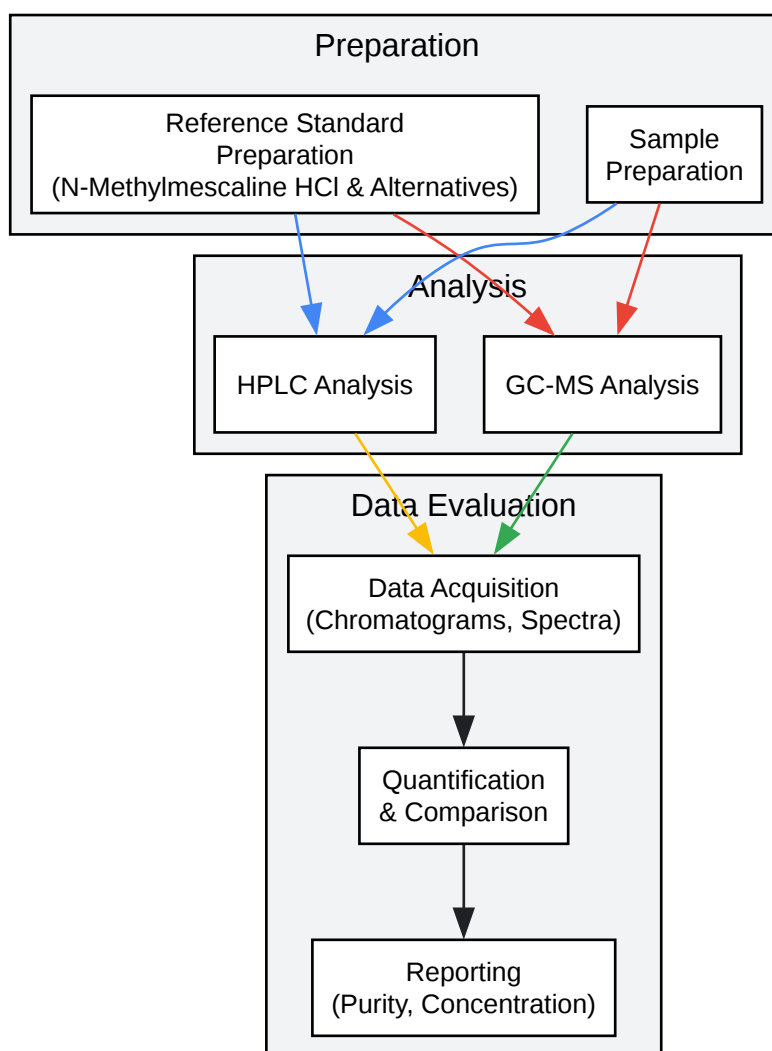 Preparation
Reference Standard
Preparation
(N-Methylmescaline HCl & Alternatives)
Sample
Preparation
Analysis
HPLC Analysis
GC-MS Analysis
Data Evaluation
Data Acquisition
(Chromatograms, Spectra)
Quantification
& Comparison
Reporting
(Purity, Concentration)